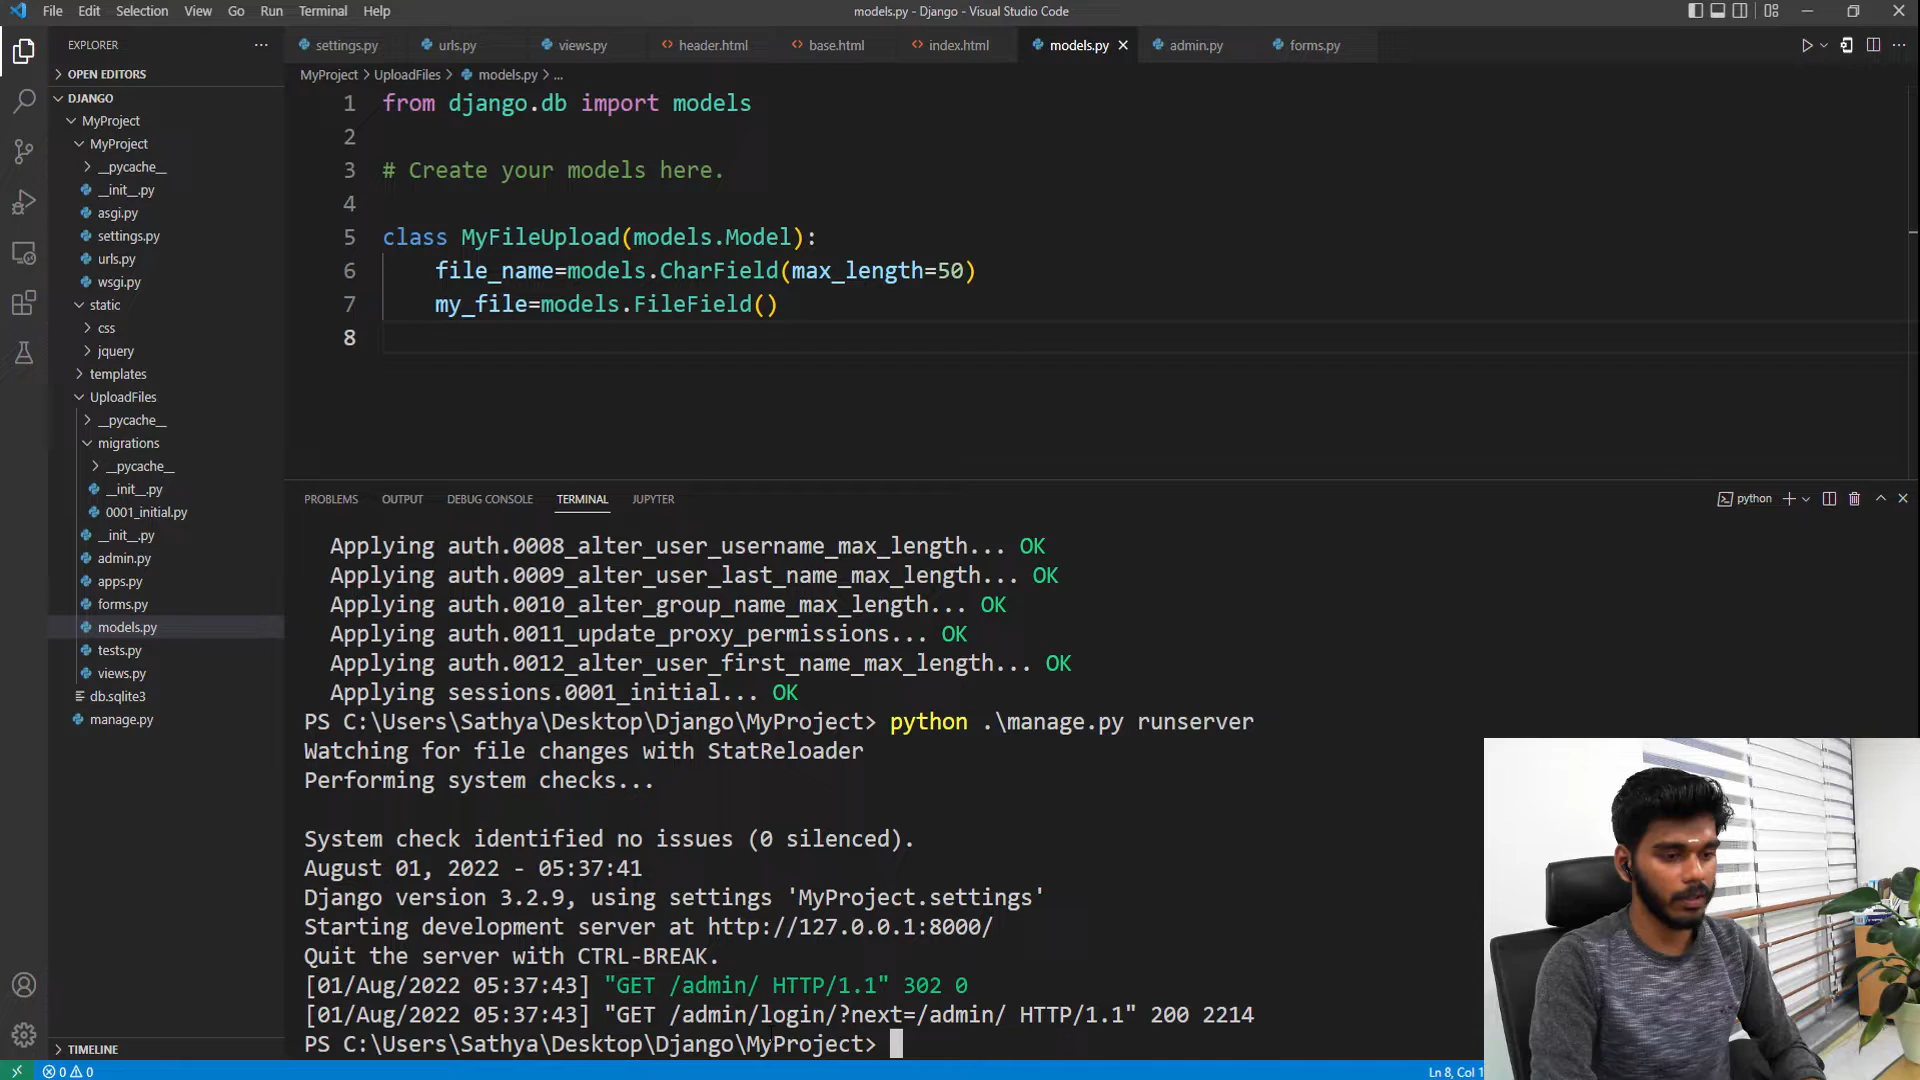 File Edit Selection View Go Run Terminal Help
models.py - Django - Visual Studio Code
EXPLORER
OPEN EDITORS
DJANGO
MyProject
MyProject
__pycache__
__init__.py
asgi.py
settings.py
urls.py
wsgi.py
static
css
jquery
templates
UploadFiles
__pycache__
migrations
__pycache__
__init__.py
0001_initial.py
__init__.py
admin.py
apps.py
forms.py
models.py
tests.py
views.py
db.sqlite3
manage.py
TIMELINE
settings.py urls.py views.py header.html base.html index.html models.py admin.py forms.py
MyProject > UploadFiles > models.py > ...
1 from django.db import models
2
3 # Create your models here.
4
5 class MyFileUpload(models.Model):
6 file_name=models.CharField(max_length=50)
7 my_file=models.FileField()
8
PROBLEMS OUTPUT DEBUG CONSOLE TERMINAL JUPYTER
python
Applying auth.0008_alter_user_username_max_length... OK
Applying auth.0009_alter_user_last_name_max_length... OK
Applying auth.0010_alter_group_name_max_length... OK
Applying auth.0011_update_proxy_permissions... OK
Applying auth.0012_alter_user_first_name_max_length... OK
Applying sessions.0001_initial... OK
PS C:\Users\Sathya\Desktop\Django\MyProject> python .\manage.py runserver
Watching for file changes with StatReloader
Performing system checks...
System check identified no issues (0 silenced).
August 01, 2022 - 05:37:41
Django version 3.2.9, using settings 'MyProject.settings'
Starting development server at http://127.0.0.1:8000/
Quit the server with CTRL-BREAK.
[01/Aug/2022 05:37:43] "GET /admin/ HTTP/1.1" 302 0
[01/Aug/2022 05:37:43] "GET /admin/login/?next=/admin/ HTTP/1.1" 200 2214
PS C:\Users\Sathya\Desktop\Django\MyProject>
0 0
Ln 8, Col 1